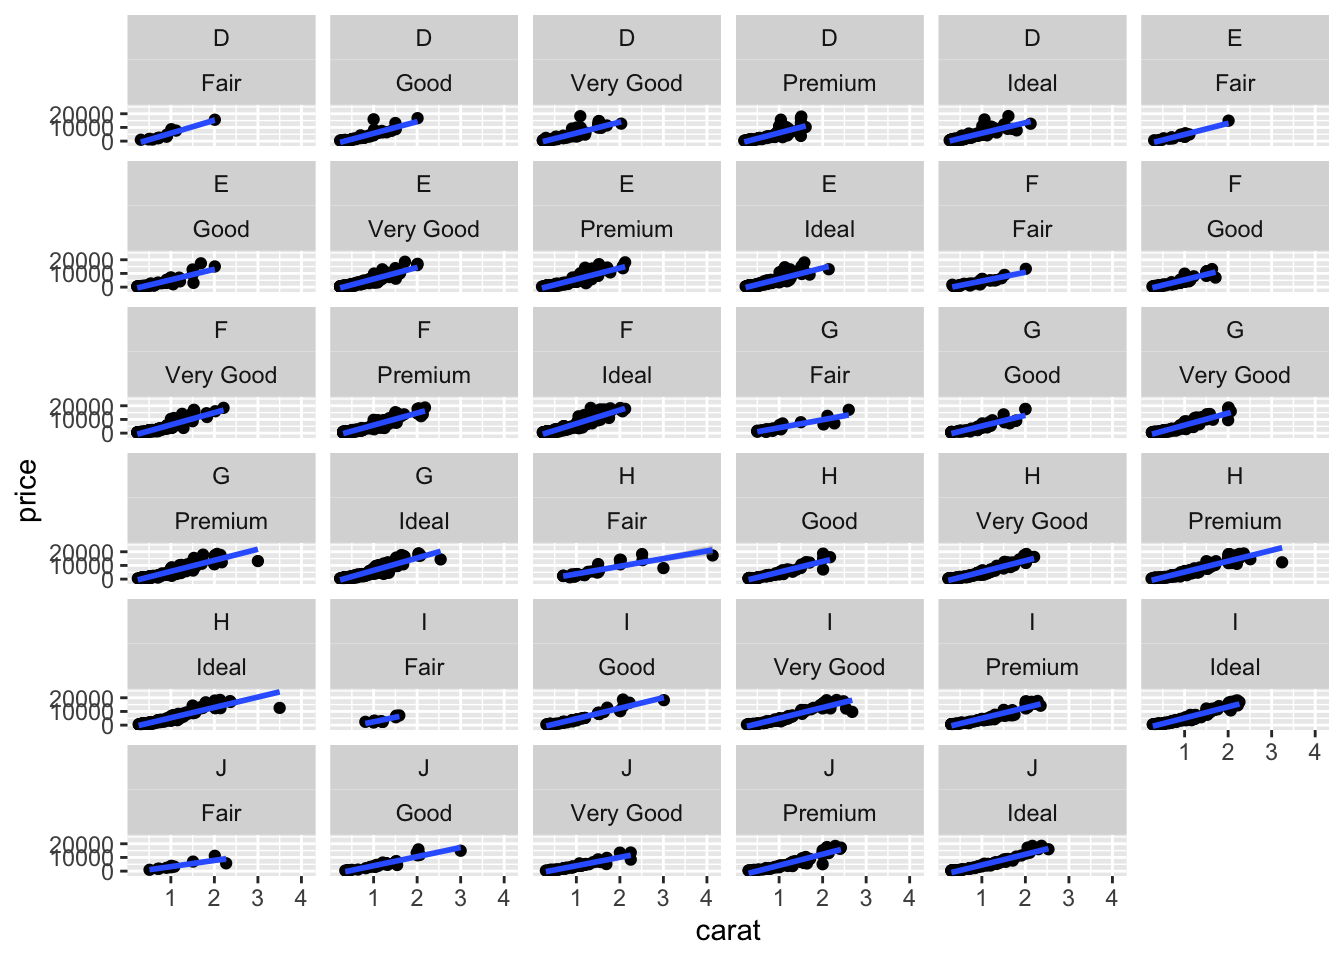 D D D D D E
Fair Good Very Good Premium Ideal Fair
20000
10000
0
E E E E F F
Good Very Good Premium Ideal Fair Good
20000
10000
0
F F F G G G
Very Good Premium Ideal Fair Good Very Good
20000
10000
0
G G H H H H
Premium Ideal Fair Good Very Good Premium
20000
10000
0
H I I I I I
Ideal Fair Good Very Good Premium Ideal
20000
10000
0
1 2 3 4
J J J J J
Fair Good Very Good Premium Ideal
20000
10000
0
1 2 3 4 1 2 3 4 1 2 3 4 1 2 3 4 1 2 3 4
carat
price